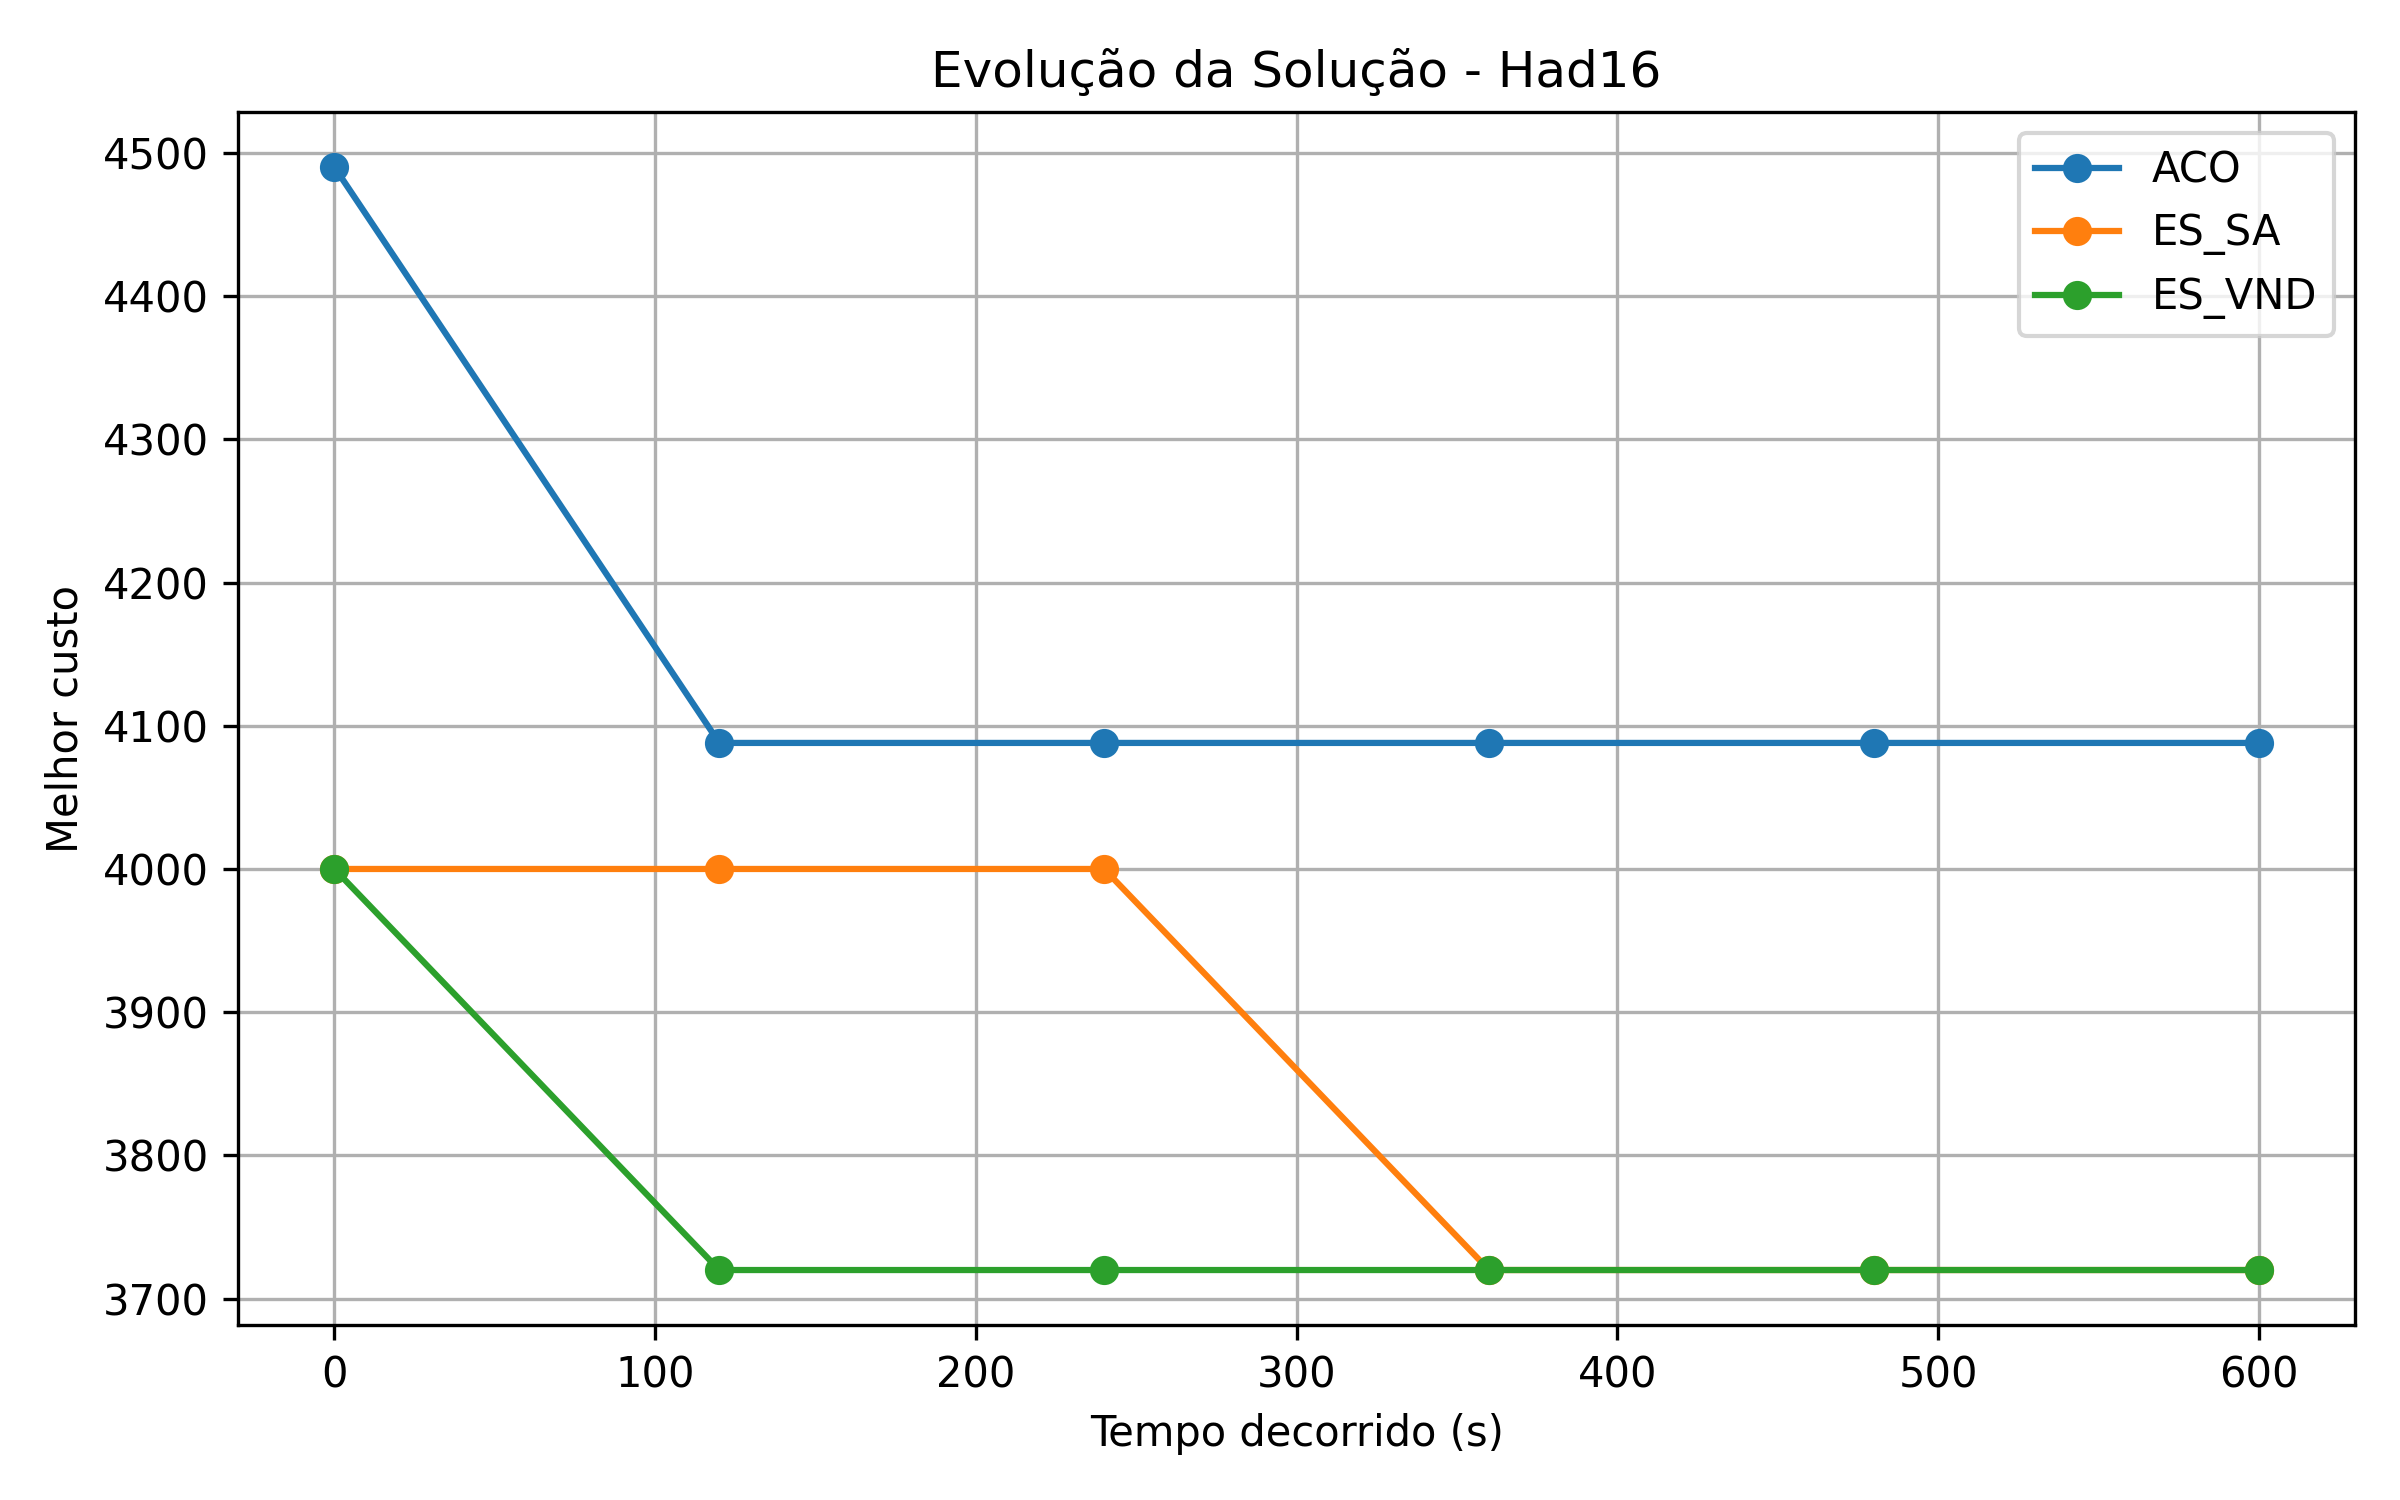 Evolução da Solução - Had16
ACO
ES_SA
ES_VND
Melhor custo
4500
4400
4300
4200
4100
4000
3900
3800
3700
0 100 200 300 400 500 600
Tempo decorrido (s)